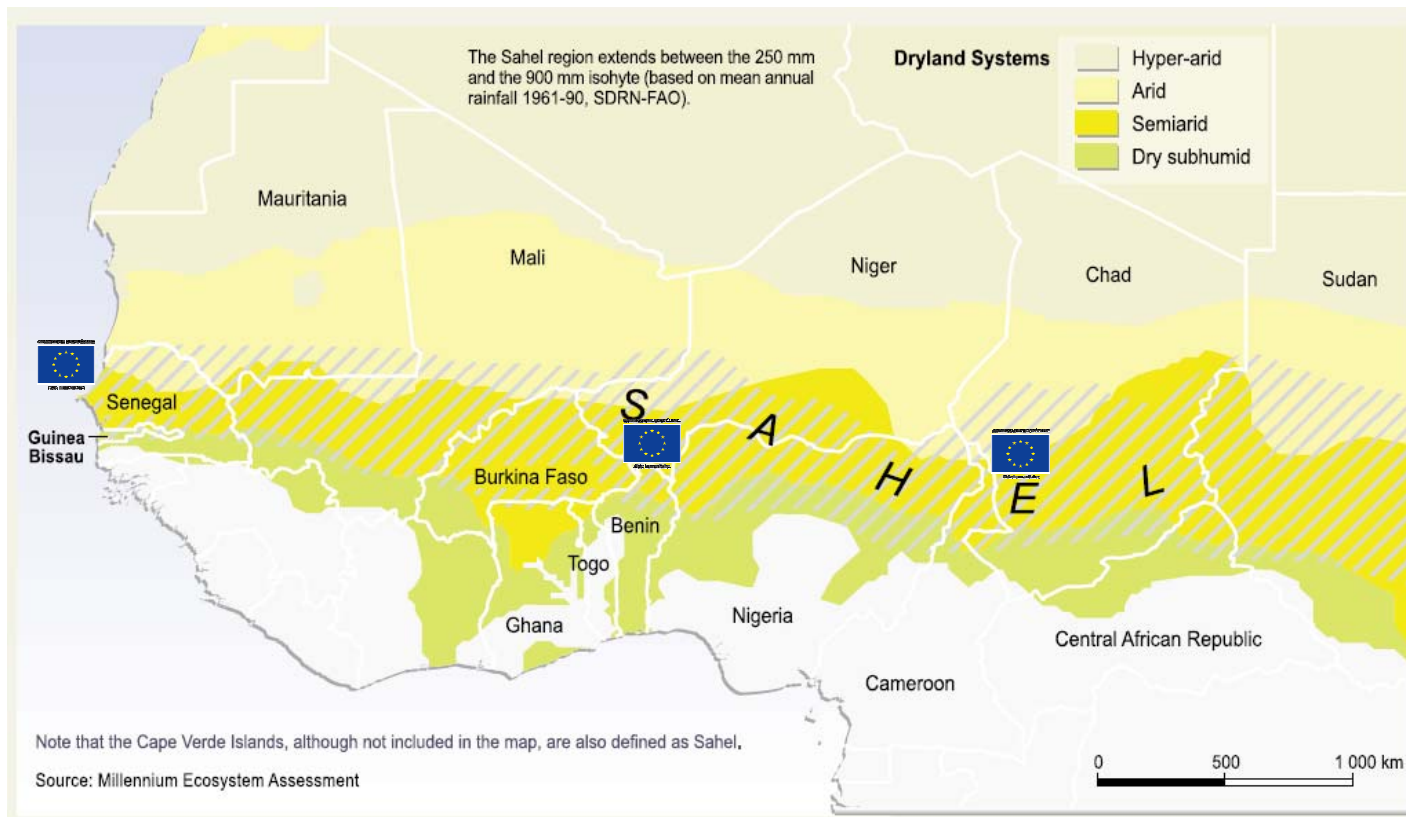 The Sahel region extends between the 250 mm
and the 900 mm isohyte (based on mean annual
rainfall 1961-90, SDRN-FAO).
Dryland Systems
Hyper-arid
Arid
Semiarid
Dry subhumid
Mauritania
Mali
Niger
Chad
Sudan
Senegal
Guinea
Bissau
S A H E L
Burkina Faso
Benin
Togo
Ghana
Nigeria
Cameroon
Central African Republic
Note that the Cape Verde Islands, although not included in the map, are also defined as Sahel.
Source: Millennium Ecosystem Assessment
0 500 1 000 km